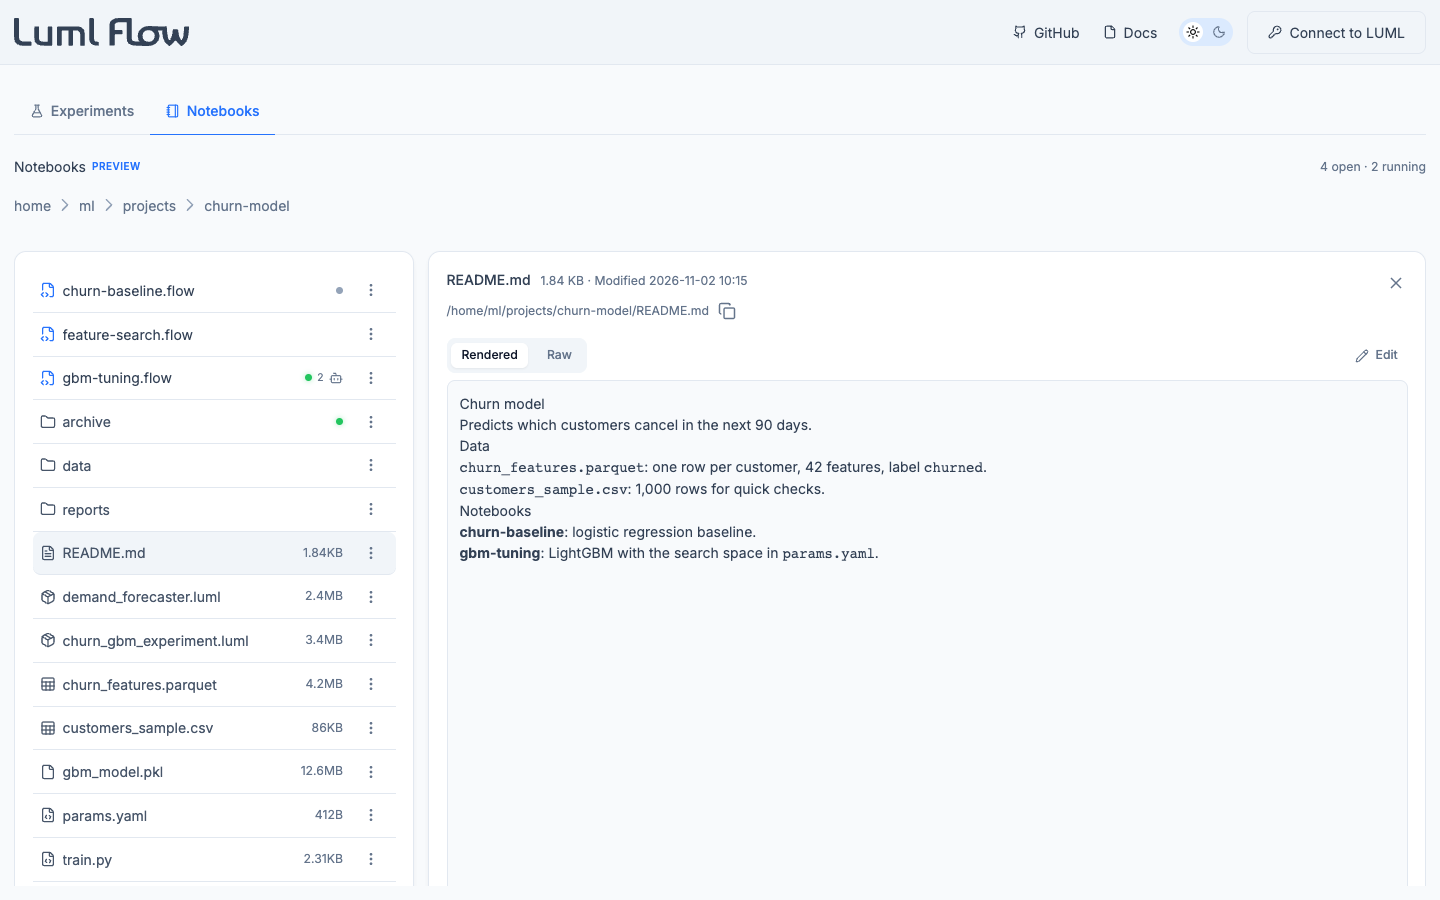 Luml Flow
GitHub
Docs
Connect to LUML
Experiments
Notebooks
Notebooks PREVIEW
4 open · 2 running
home > ml > projects > churn-model
churn-baseline.flow
feature-search.flow
gbm-tuning.flow 2
archive
data
reports
README.md 1.84KB
demand_forecaster.luml 2.4MB
churn_gbm_experiment.luml 3.4MB
churn_features.parquet 4.2MB
customers_sample.csv 86KB
gbm_model.pkl 12.6MB
params.yaml 412B
train.py 2.31KB
README.md 1.84 KB · Modified 2026-11-02 10:15
/home/ml/projects/churn-model/README.md
Rendered
Raw
Edit
Churn model
Predicts which customers cancel in the next 90 days.
Data
churn_features.parquet: one row per customer, 42 features, label churned.
customers_sample.csv: 1,000 rows for quick checks.
Notebooks
churn-baseline: logistic regression baseline.
gbm-tuning: LightGBM with the search space in params.yaml.